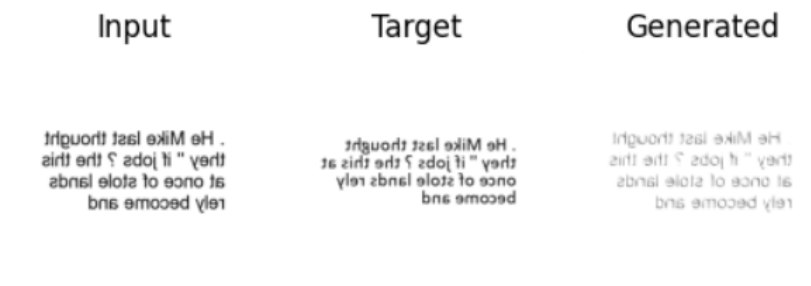 Input
. He Mike last thought
they " if jobs ? the this
at once of stole lands
rely become and
Target
. He Mike last thought
they " if jobs ? the this at
once of stole lands rely
become and
Generated
He Mike last thought
they " if jobs ? the this
at once of stole lands
rely become and